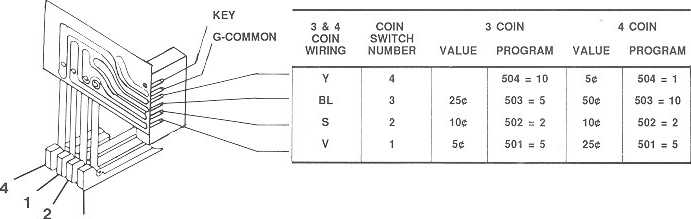 KEY
G-COMMON
3 & 4 COIN WIRING COIN SWITCH NUMBER 3 COIN 4 COIN
VALUE PROGRAM VALUE PROGRAM
Y 4 504 = 10 5¢ 504 = 1
BL 3 25¢ 503 = 5 50¢ 503 = 10
S 2 10¢ 502 = 2 10¢ 502 = 2
V 1 5¢ 501 = 5 25¢ 501 = 5
4
1
2